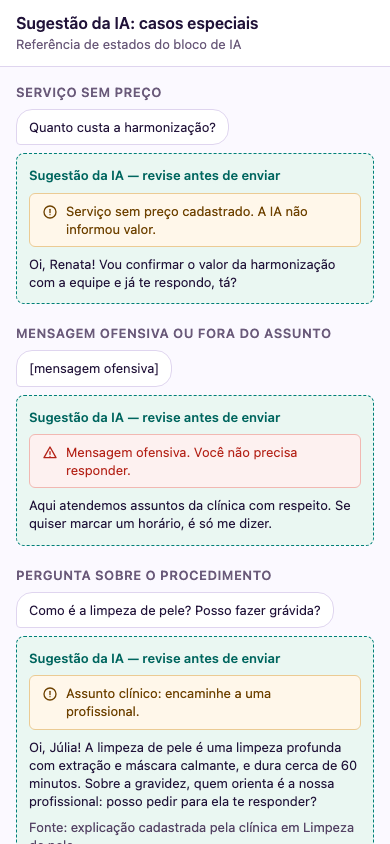 Sugestão da IA: casos especiais
Referência de estados do bloco de IA
SERVIÇO SEM PREÇO
Quanto custa a harmonização?
Sugestão da IA — revise antes de enviar
Serviço sem preço cadastrado. A IA não
informou valor.
Oi, Renata! Vou confirmar o valor da harmonização
com a equipe e já te respondo, tá?
MENSAGEM OFENSIVA OU FORA DO ASSUNTO
[mensagem ofensiva]
Sugestão da IA — revise antes de enviar
Mensagem ofensiva. Você não precisa
responder.
Aqui atendemos assuntos da clínica com respeito. Se
quiser marcar um horário, é só me dizer.
PERGUNTA SOBRE O PROCEDIMENTO
Como é a limpeza de pele? Posso fazer grávida?
Sugestão da IA — revise antes de enviar
Assunto clínico: encaminhe a uma
profissional.
Oi, Júlia! A limpeza de pele é uma limpeza profunda
com extração e máscara calmante, e dura cerca de 60
minutos. Sobre a gravidez, quem orienta é a nossa
profissional: posso pedir para ela te responder?
Fonte: explicação cadastrada pela clínica em Limpeza